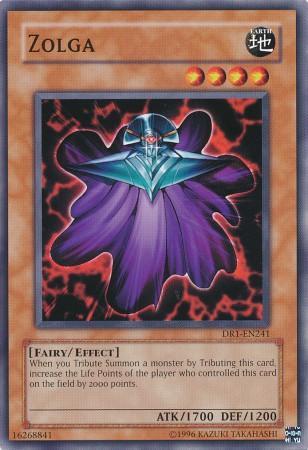 ZOLGA
EARTH
地
DR1-EN241
[FAIRY/EFFECT]
When you Tribute Summon a monster by Tributing this card,
increase the Life Points of the player who controlled this card
on the field by 2000 points.
ATK/1700 DEF/1200
16268841
©1996 KAZUKI TAKAHASHI